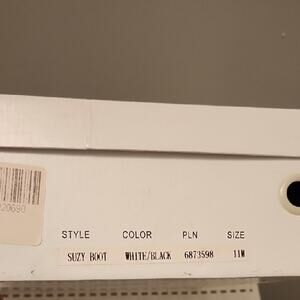 STYLE COLOR PLN SIZE
SUZY BOOT WHITE/BLACK 6873598 11M